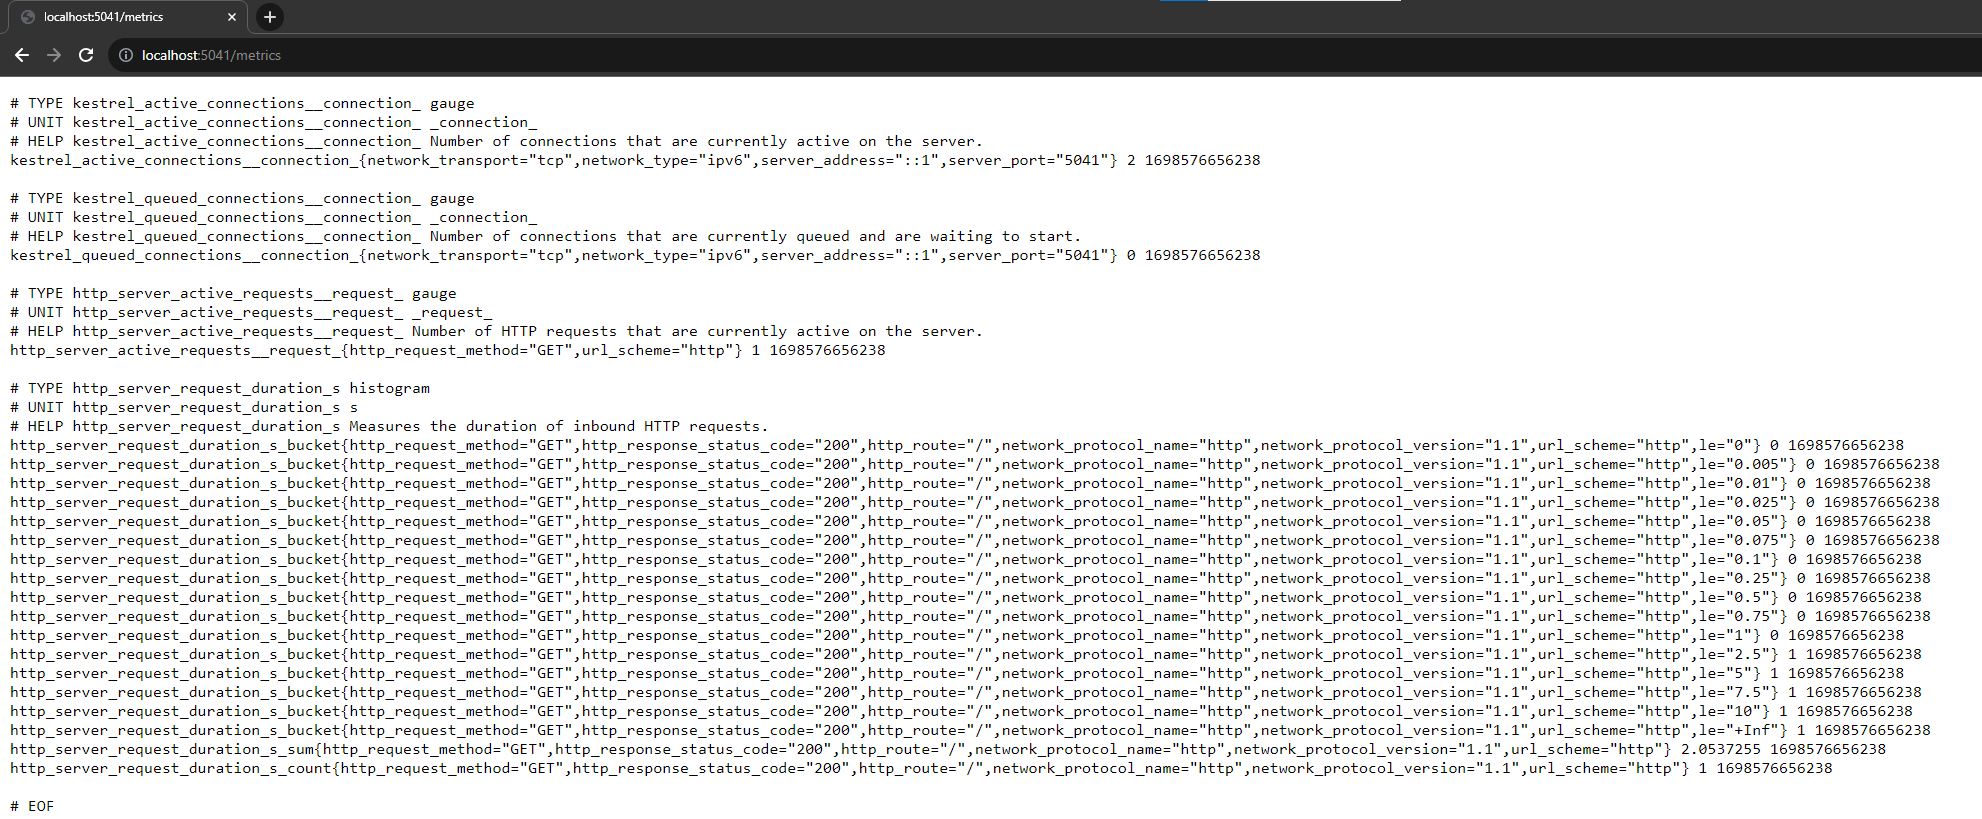 localhost:5041/metrics
localhost:5041/metrics
# TYPE kestrel_active_connections__connection_ gauge
# UNIT kestrel_active_connections__connection_ _connection_
# HELP kestrel_active_connections__connection_ Number of connections that are currently active on the server.
kestrel_active_connections__connection_{network_transport="tcp",network_type="ipv6",server_address="::1",server_port="5041"} 2 1698576656238
# TYPE kestrel_queued_connections__connection_ gauge
# UNIT kestrel_queued_connections__connection_ _connection_
# HELP kestrel_queued_connections__connection_ Number of connections that are currently queued and are waiting to start.
kestrel_queued_connections__connection_{network_transport="tcp",network_type="ipv6",server_address="::1",server_port="5041"} 0 1698576656238
# TYPE http_server_active_requests__request_ gauge
# UNIT http_server_active_requests__request_ _request_
# HELP http_server_active_requests__request_ Number of HTTP requests that are currently active on the server.
http_server_active_requests__request_{http_request_method="GET",url_scheme="http"} 1 1698576656238
# TYPE http_server_request_duration_s histogram
# UNIT http_server_request_duration_s s
# HELP http_server_request_duration_s Measures the duration of inbound HTTP requests.
http_server_request_duration_s_bucket{http_request_method="GET",http_response_status_code="200",http_route="/",network_protocol_name="http",network_protocol_version="1.1",url_scheme="http",le="0"} 0 1698576656238
http_server_request_duration_s_bucket{http_request_method="GET",http_response_status_code="200",http_route="/",network_protocol_name="http",network_protocol_version="1.1",url_scheme="http",le="0.005"} 0 1698576656238
http_server_request_duration_s_bucket{http_request_method="GET",http_response_status_code="200",http_route="/",network_protocol_name="http",network_protocol_version="1.1",url_scheme="http",le="0.01"} 0 1698576656238
http_server_request_duration_s_bucket{http_request_method="GET",http_response_status_code="200",http_route="/",network_protocol_name="http",network_protocol_version="1.1",url_scheme="http",le="0.025"} 0 1698576656238
http_server_request_duration_s_bucket{http_request_method="GET",http_response_status_code="200",http_route="/",network_protocol_name="http",network_protocol_version="1.1",url_scheme="http",le="0.05"} 0 1698576656238
http_server_request_duration_s_bucket{http_request_method="GET",http_response_status_code="200",http_route="/",network_protocol_name="http",network_protocol_version="1.1",url_scheme="http",le="0.075"} 0 1698576656238
http_server_request_duration_s_bucket{http_request_method="GET",http_response_status_code="200",http_route="/",network_protocol_name="http",network_protocol_version="1.1",url_scheme="http",le="0.1"} 0 1698576656238
http_server_request_duration_s_bucket{http_request_method="GET",http_response_status_code="200",http_route="/",network_protocol_name="http",network_protocol_version="1.1",url_scheme="http",le="0.25"} 0 1698576656238
http_server_request_duration_s_bucket{http_request_method="GET",http_response_status_code="200",http_route="/",network_protocol_name="http",network_protocol_version="1.1",url_scheme="http",le="0.5"} 0 1698576656238
http_server_request_duration_s_bucket{http_request_method="GET",http_response_status_code="200",http_route="/",network_protocol_name="http",network_protocol_version="1.1",url_scheme="http",le="0.75"} 0 1698576656238
http_server_request_duration_s_bucket{http_request_method="GET",http_response_status_code="200",http_route="/",network_protocol_name="http",network_protocol_version="1.1",url_scheme="http",le="1"} 0 1698576656238
http_server_request_duration_s_bucket{http_request_method="GET",http_response_status_code="200",http_route="/",network_protocol_name="http",network_protocol_version="1.1",url_scheme="http",le="2.5"} 1 1698576656238
http_server_request_duration_s_bucket{http_request_method="GET",http_response_status_code="200",http_route="/",network_protocol_name="http",network_protocol_version="1.1",url_scheme="http",le="5"} 1 1698576656238
http_server_request_duration_s_bucket{http_request_method="GET",http_response_status_code="200",http_route="/",network_protocol_name="http",network_protocol_version="1.1",url_scheme="http",le="7.5"} 1 1698576656238
http_server_request_duration_s_bucket{http_request_method="GET",http_response_status_code="200",http_route="/",network_protocol_name="http",network_protocol_version="1.1",url_scheme="http",le="10"} 1 1698576656238
http_server_request_duration_s_bucket{http_request_method="GET",http_response_status_code="200",http_route="/",network_protocol_name="http",network_protocol_version="1.1",url_scheme="http",le="+Inf"} 1 1698576656238
http_server_request_duration_s_sum{http_request_method="GET",http_response_status_code="200",http_route="/",network_protocol_name="http",network_protocol_version="1.1",url_scheme="http"} 2.0537255 1698576656238
http_server_request_duration_s_count{http_request_method="GET",http_response_status_code="200",http_route="/",network_protocol_name="http",network_protocol_version="1.1",url_scheme="http"} 1 1698576656238
# EOF